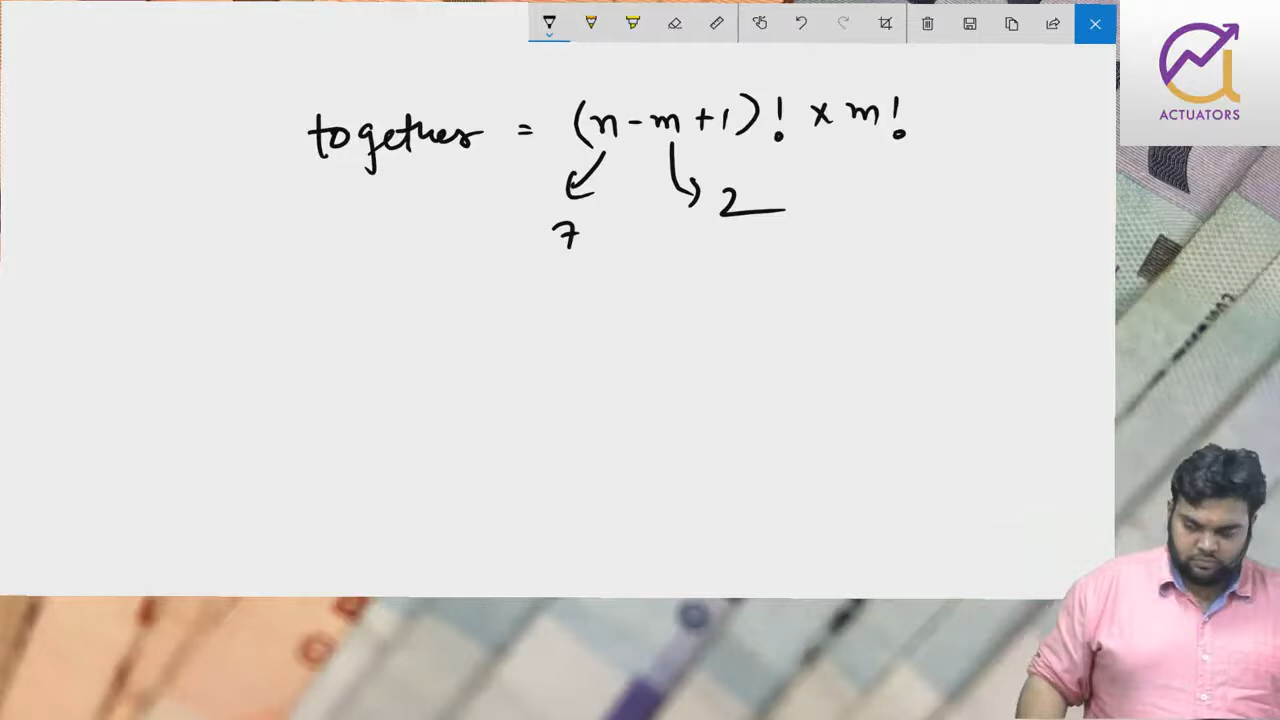 together = (n - m + 1)! × m!
2
7
ACTUATORS